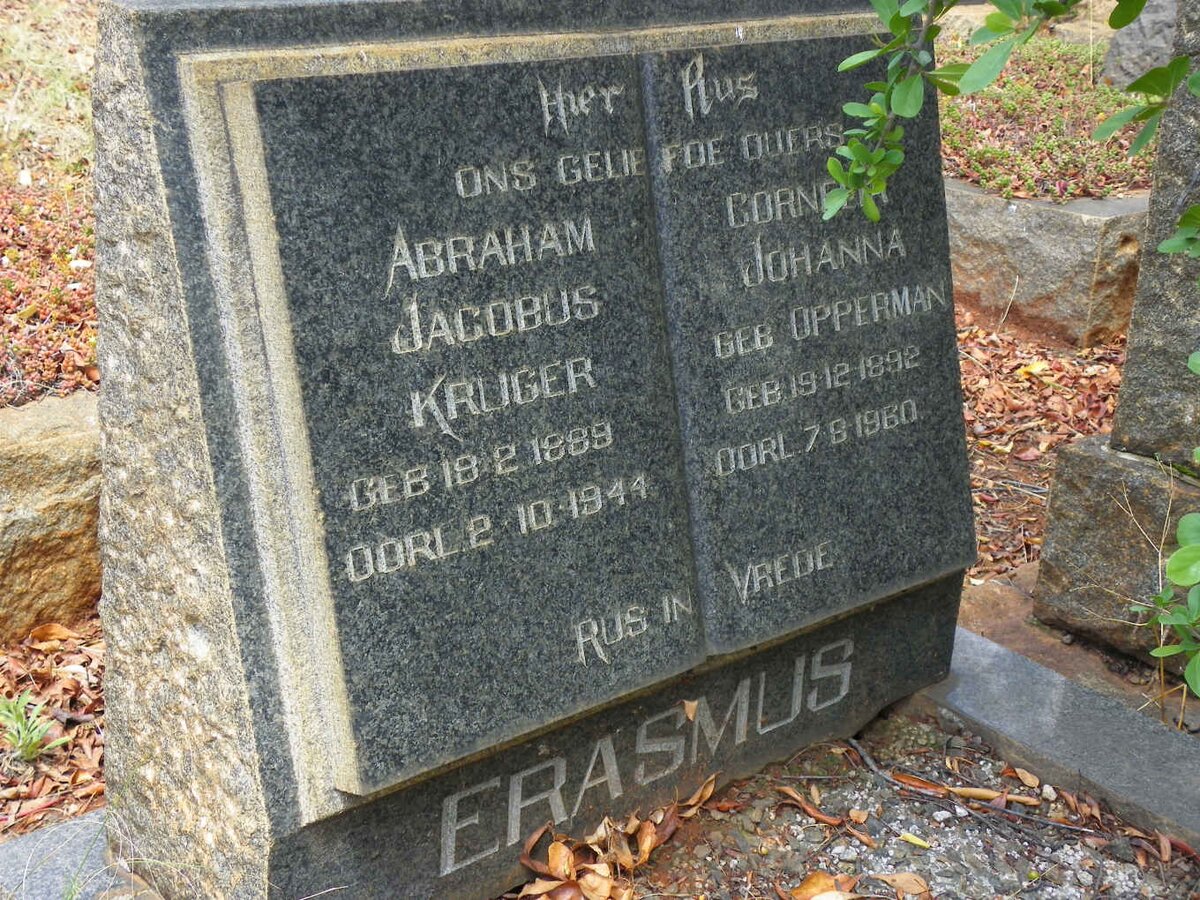 Hier Rus
ONS GELIEFDE OUERS
ABRAHAM
JACOBUS
KRUGER
GEB 18·2·1889
OORL. 2·10·1944
JOHANNA
GEB OPPERMAN
GEB. 19·12·1892
OORL. 7·8·1960
RUS IN VREDE
ERASMUS